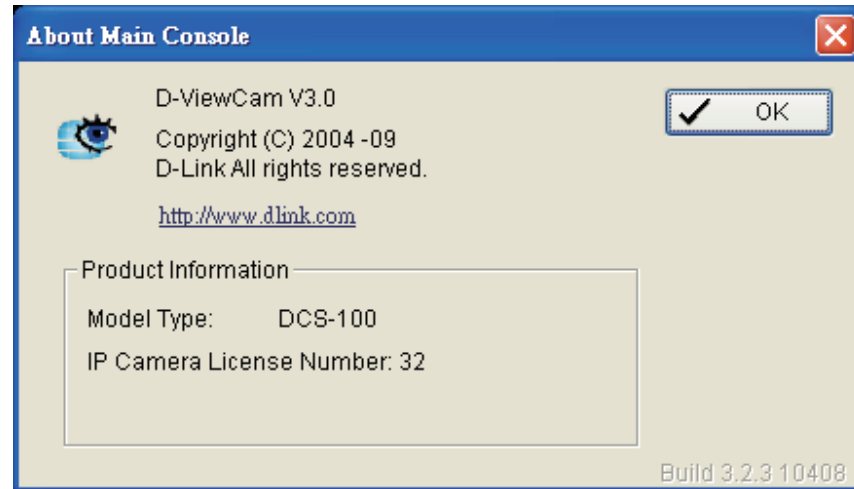 About Main Console
D-ViewCam V3.0
OK
Copyright (C) 2004 -09
D-Link All rights reserved.
http://www.dlink.com
Product Information
Model Type: DCS-100
IP Camera License Number: 32
Build 3.2.3 10408